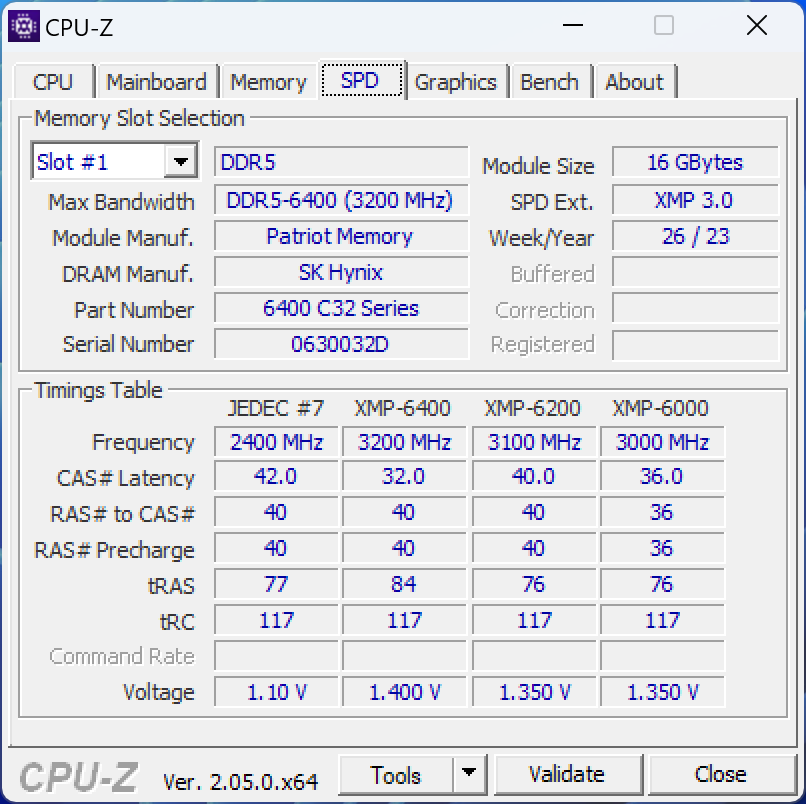 CPU-Z
CPU Mainboard Memory SPD Graphics Bench About
Memory Slot Selection
Slot #1 DDR5 Module Size 16 GBytes
Max Bandwidth DDR5-6400 (3200 MHz) SPD Ext. XMP 3.0
Module Manuf. Patriot Memory Week/Year 26 / 23
DRAM Manuf. SK Hynix Buffered
Part Number 6400 C32 Series Correction
Serial Number 0630032D Registered
Timings Table
JEDEC #7 XMP-6400 XMP-6200 XMP-6000
Frequency 2400 MHz 3200 MHz 3100 MHz 3000 MHz
CAS# Latency 42.0 32.0 40.0 36.0
RAS# to CAS# 40 40 40 36
RAS# Precharge 40 40 40 36
tRAS 77 84 76 76
tRC 117 117 117 117
Command Rate
Voltage 1.10 V 1.400 V 1.350 V 1.350 V
CPU-Z Ver. 2.05.0.x64 Tools Validate Close